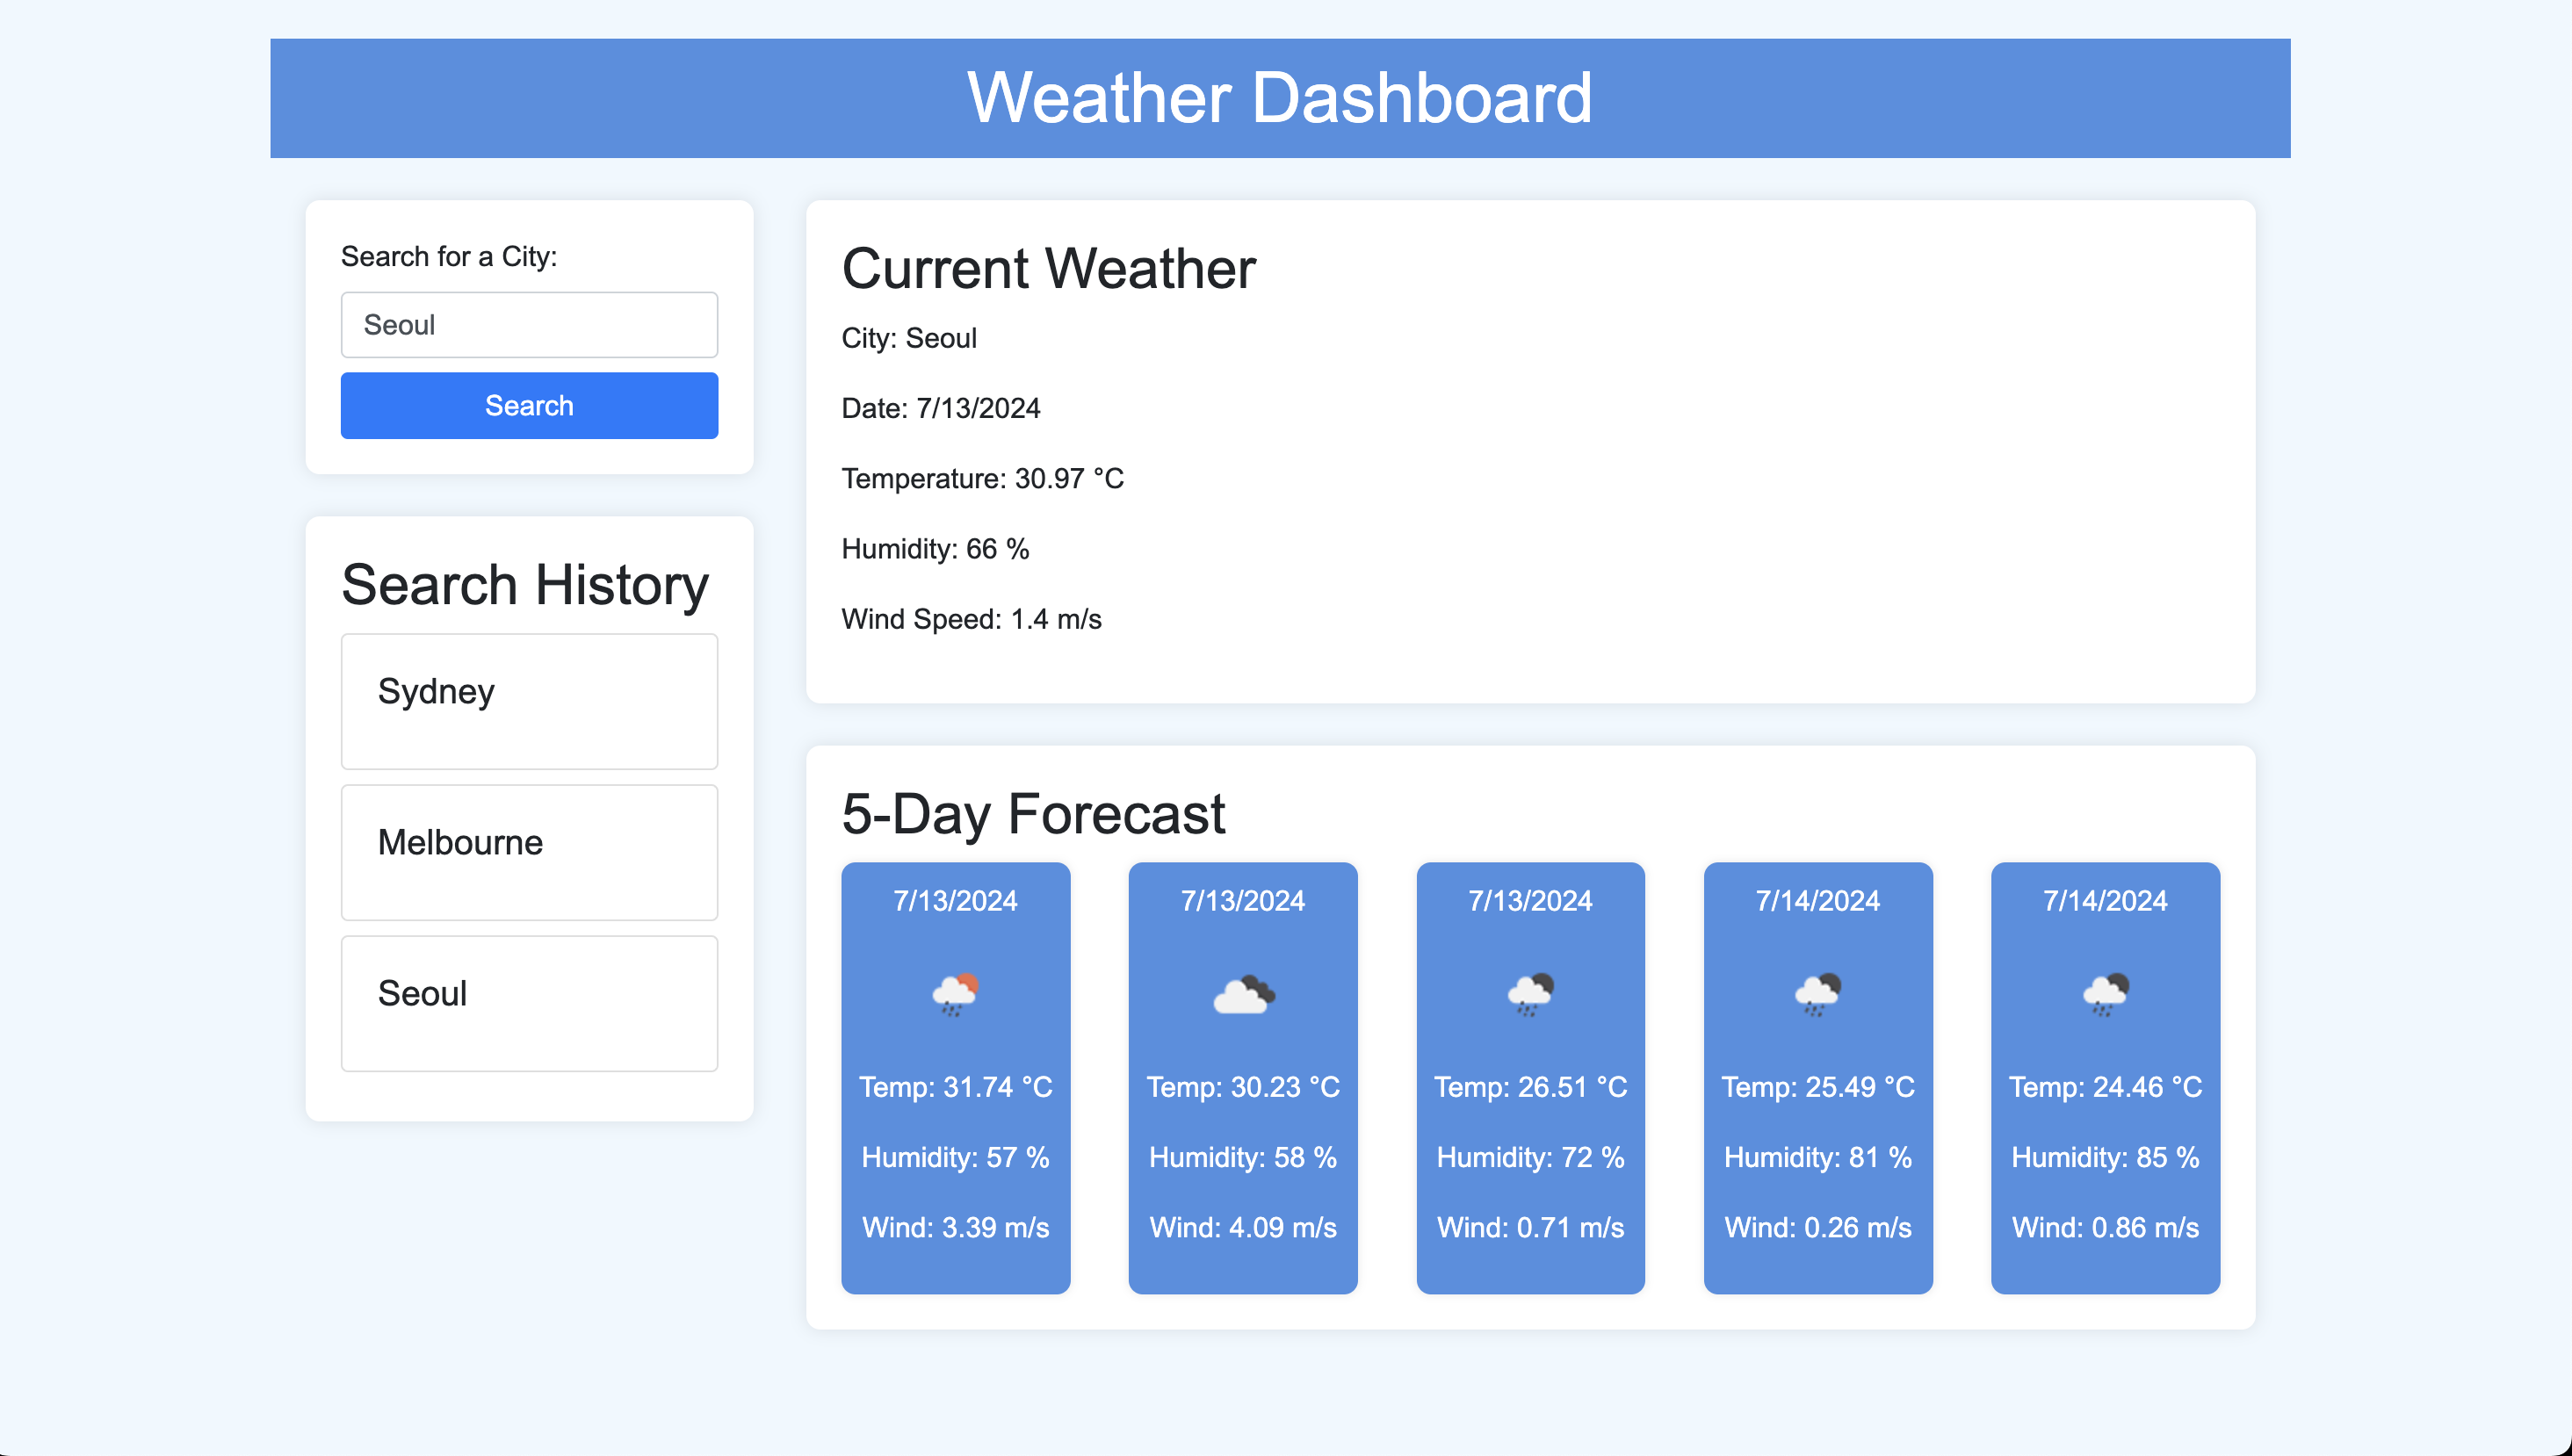 Weather Dashboard
Search for a City:
Seoul
Search
Search History
Sydney
Melbourne
Seoul
Current Weather
City: Seoul
Date: 7/13/2024
Temperature: 30.97 °C
Humidity: 66 %
Wind Speed: 1.4 m/s
5-Day Forecast
7/13/2024
Temp: 31.74 °C
Humidity: 57 %
Wind: 3.39 m/s
7/13/2024
Temp: 30.23 °C
Humidity: 58 %
Wind: 4.09 m/s
7/13/2024
Temp: 26.51 °C
Humidity: 72 %
Wind: 0.71 m/s
7/14/2024
Temp: 25.49 °C
Humidity: 81 %
Wind: 0.26 m/s
7/14/2024
Temp: 24.46 °C
Humidity: 85 %
Wind: 0.86 m/s